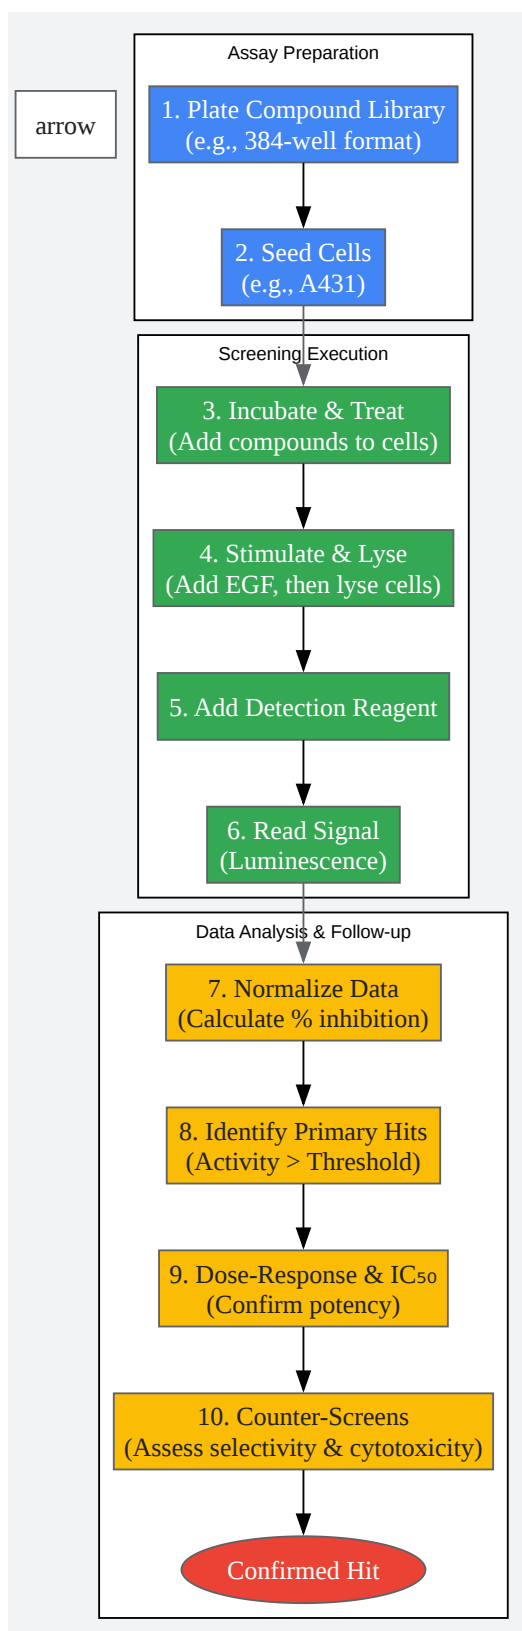 Assay Preparation
arrow
1. Plate Compound Library
(e.g., 384-well format)
2. Seed Cells
(e.g., A431)
Screening Execution
3. Incubate & Treat
(Add compounds to cells)
4. Stimulate & Lyse
(Add EGF, then lyse cells)
5. Add Detection Reagent
6. Read Signal
(Luminescence)
Data Analysis & Follow-up
7. Normalize Data
(Calculate % inhibition)
8. Identify Primary Hits
(Activity > Threshold)
9. Dose-Response & IC₅₀
(Confirm potency)
10. Counter-Screens
(Assess selectivity & cytotoxicity)
Confirmed Hit